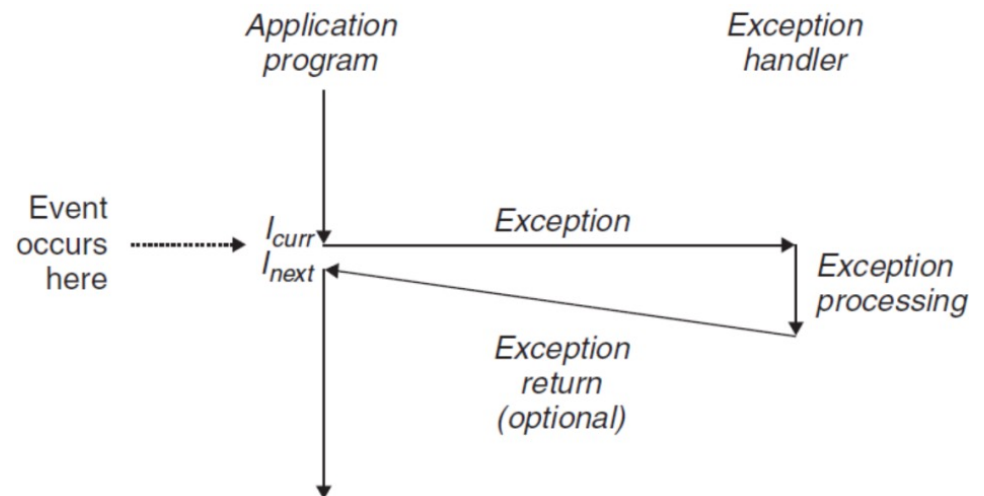 Application
program
Exception
handler
Event
occurs
here
Icurr
Inext
Exception
Exception
processing
Exception
return
(optional)